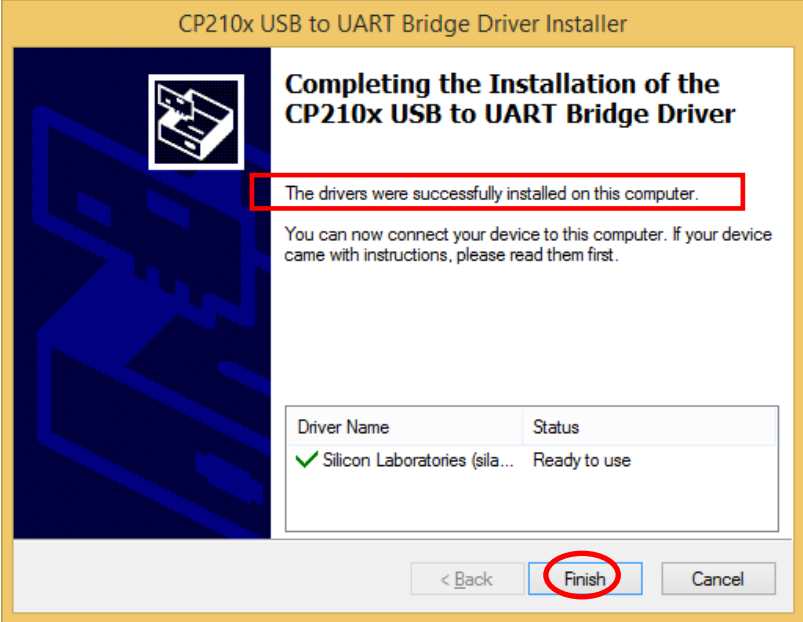 CP210x USB to UART Bridge Driver Installer
Completing the Installation of the
CP210x USB to UART Bridge Driver
The drivers were successfully installed on this computer.
You can now connect your device to this computer. If your device
came with instructions, please read them first.
Driver Name Status
Silicon Laboratories (sila... Ready to use
< Back Finish Cancel